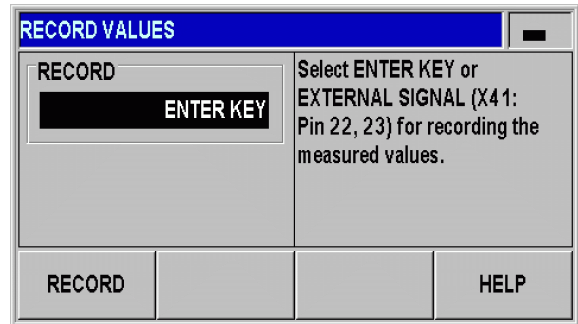 RECORD VALUES
RECORD
ENTER KEY
Select ENTER KEY or
EXTERNAL SIGNAL (X41:
Pin 22, 23) for recording the
measured values.
RECORD
HELP